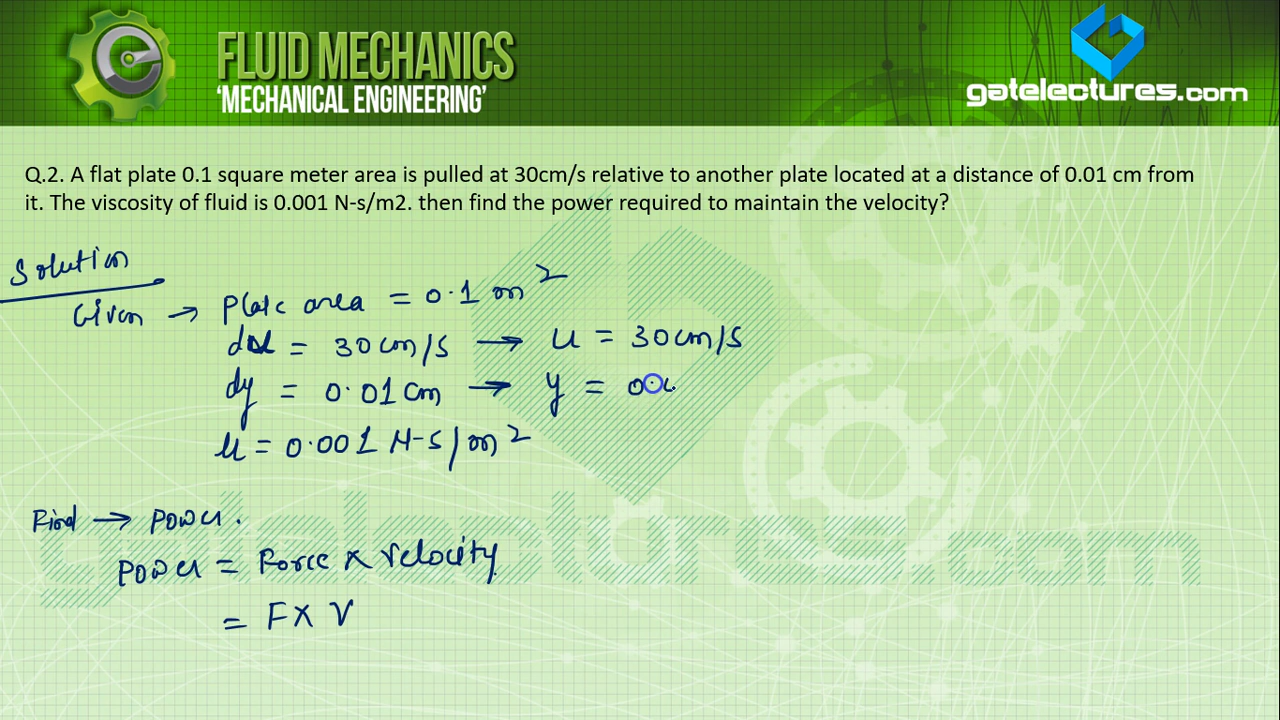 FLUID MECHANICS
'MECHANICAL ENGINEERING'
gatelectures.com
Q.2. A flat plate 0.1 square meter area is pulled at 30cm/s relative to another plate located at a distance of 0.01 cm from
it. The viscosity of fluid is 0.001 N-s/m2. then find the power required to maintain the velocity?
Solution
Given → Plate area = 0.1 m²
du = 30 cm/s → u = 30 cm/s
dy = 0.01 cm → y = 0.0
μ = 0.001 N-s/m²
Find → Power.
Power = Force × Velocity
= F × V
gatelectures.com